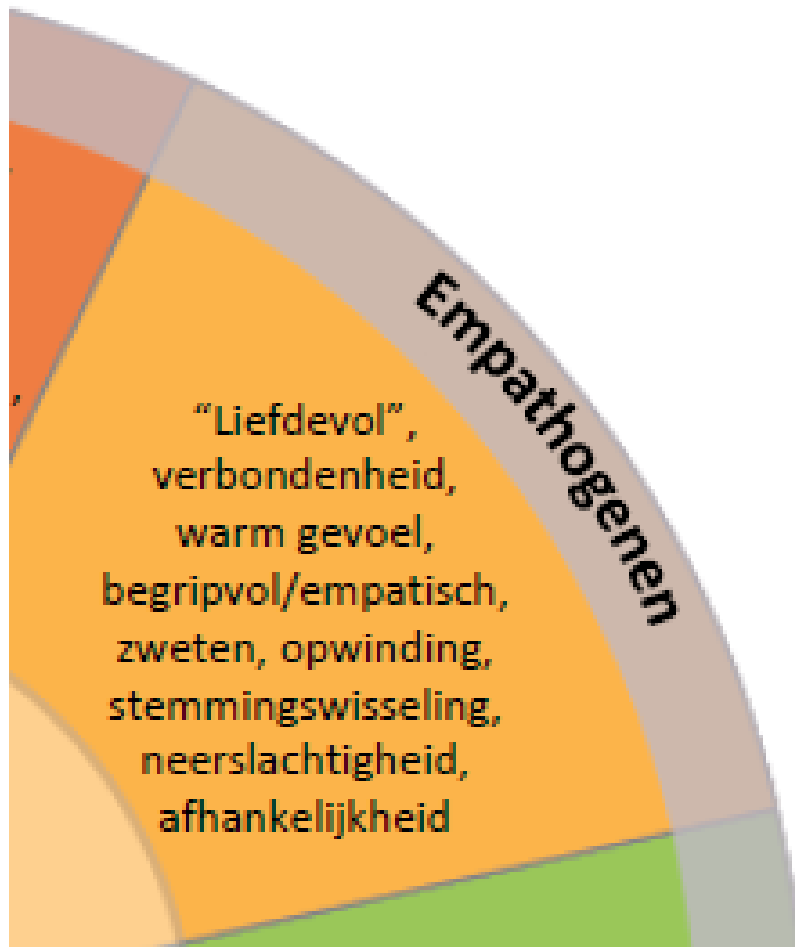 Empathogenen
“Liefdevol”,
verbondenheid,
warm gevoel,
begripvol/empatisch,
zweten, opwinding,
stemmingswisseling,
neerslachtigheid,
afhankelijkheid